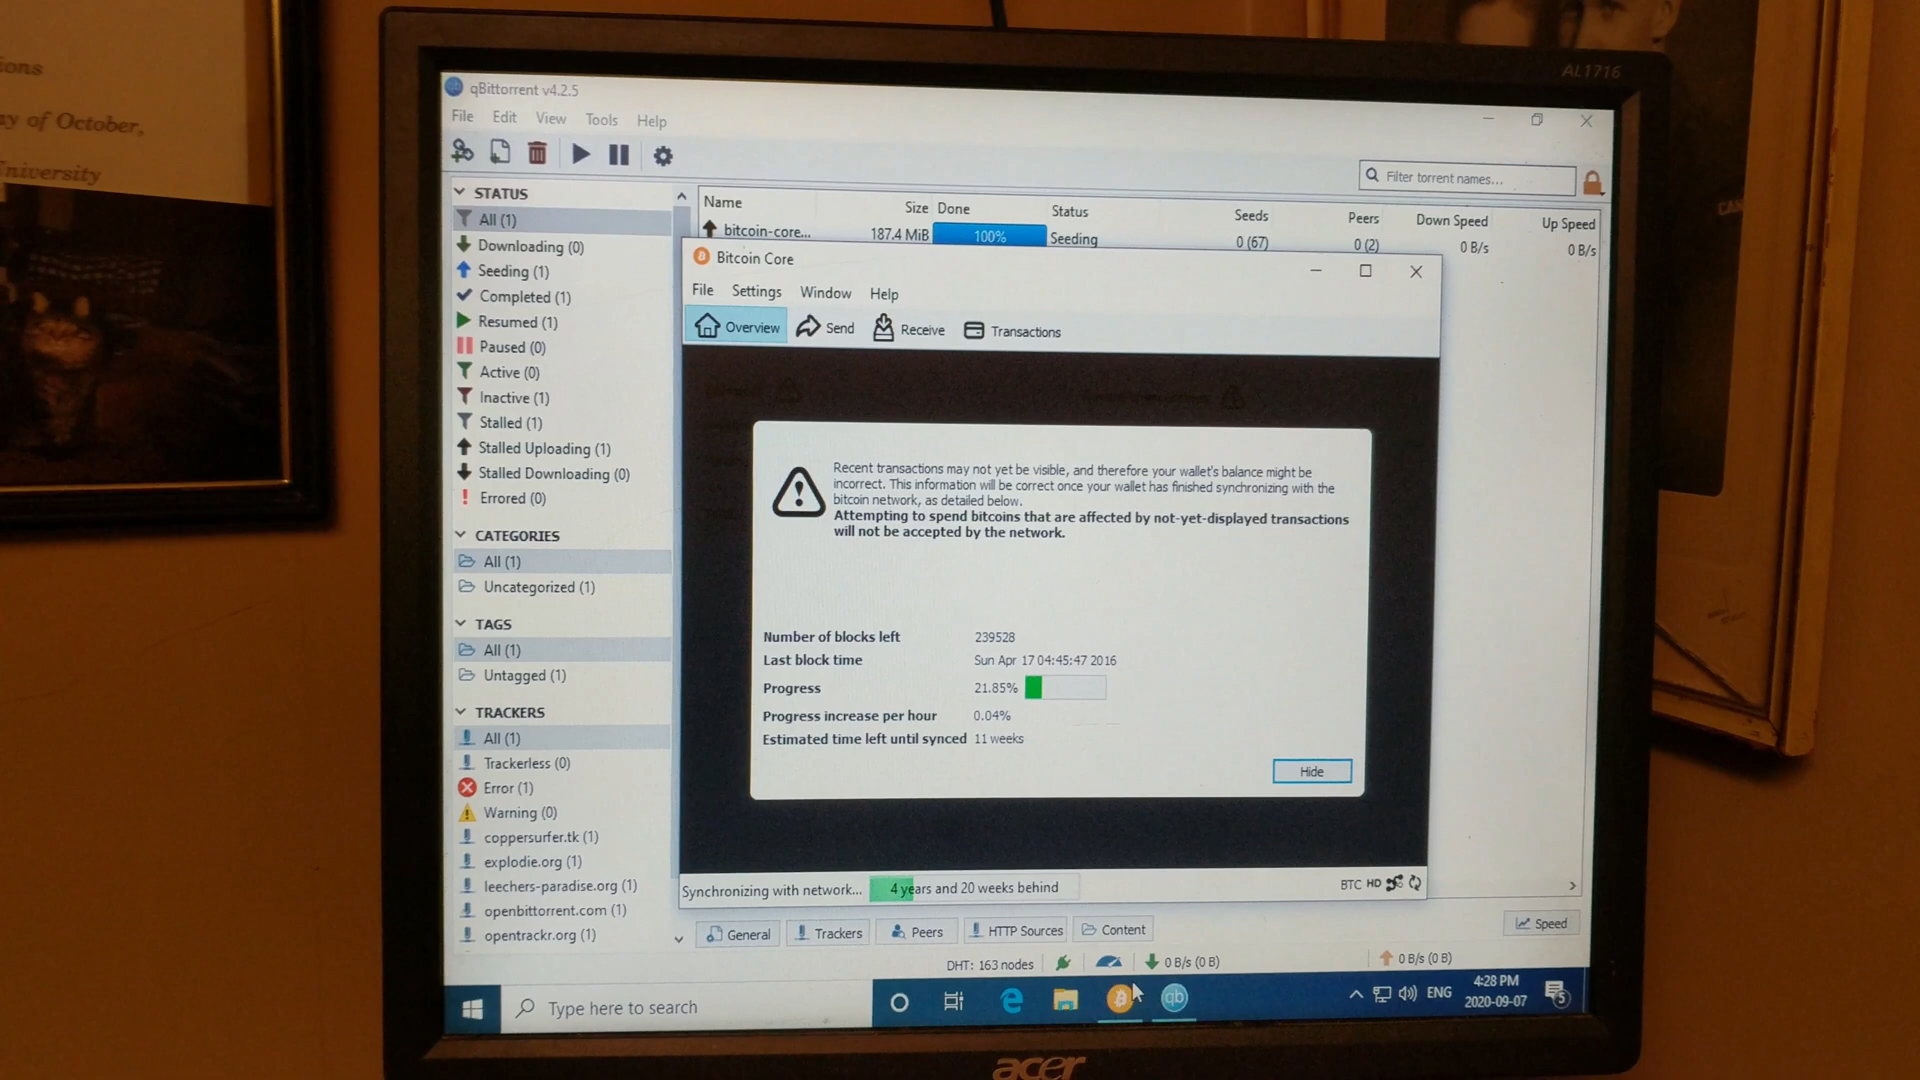 ions
ay of October,
University
AL1716
qBittorrent v4.2.5
File Edit View Tools Help
Filter torrent names...
STATUS
All (1)
Downloading (0)
Seeding (1)
Completed (1)
Resumed (1)
Paused (0)
Active (0)
Inactive (1)
Stalled (1)
Stalled Uploading (1)
Stalled Downloading (0)
Errored (0)
CATEGORIES
All (1)
Uncategorized (1)
TAGS
All (1)
Untagged (1)
TRACKERS
All (1)
Trackerless (0)
Error (1)
Warning (0)
coppersurfer.tk (1)
explodie.org (1)
leechers-paradise.org (1)
openbittorrent.com (1)
opentrackr.org (1)
Name Size Done Status Seeds Peers Down Speed Up Speed
bitcoin-core... 187.4 MiB 100% Seeding 0 (67) 0 (2) 0 B/s 0 B/s
Bitcoin Core
File Settings Window Help
Overview Send Receive Transactions
Recent transactions may not yet be visible, and therefore your wallet's balance might be
incorrect. This information will be correct once your wallet has finished synchronizing with the
bitcoin network, as detailed below.
Attempting to spend bitcoins that are affected by not-yet-displayed transactions
will not be accepted by the network.
Number of blocks left 239528
Last block time Sun Apr 17 04:45:47 2016
Progress 21.85%
Progress increase per hour 0.04%
Estimated time left until synced 11 weeks
Hide
Synchronizing with network... 4 years and 20 weeks behind BTC HD
General Trackers Peers HTTP Sources Content Speed
DHT: 163 nodes 0 B/s (0 B) 0 B/s (0 B)
Type here to search
qb
ENG
4:28 PM
2020-09-07
5
acer